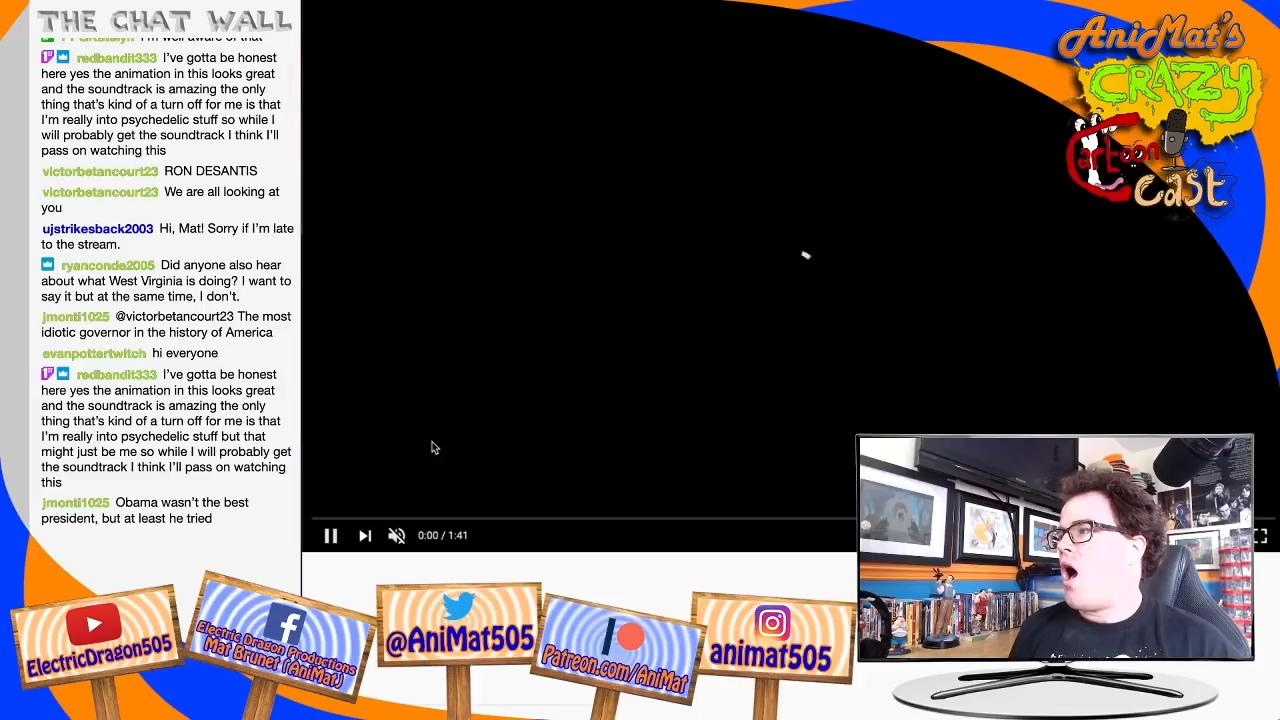 THE CHAT WALL
I'm well aware of that
redbandit333 I've gotta be honest
here yes the animation in this looks great
and the soundtrack is amazing the only
thing that's kind of a turn off for me is that
I'm really into psychedelic stuff so while I
will probably get the soundtrack I think I'll
pass on watching this
victorbetancourt23 RON DESANTIS
victorbetancourt23 We are all looking at
you
ujstrikesback2003 Hi, Mat! Sorry if I'm late
to the stream.
ryanconde2005 Did anyone also hear
about what West Virginia is doing? I want to
say it but at the same time, I don't.
jmonti1025 @victorbetancourt23 The most
idiotic governor in the history of America
evanpottertwitch hi everyone
redbandit333 I've gotta be honest
here yes the animation in this looks great
and the soundtrack is amazing the only
thing that's kind of a turn off for me is that
I'm really into psychedelic stuff but that
might just be me so while I will probably get
the soundtrack I think I'll pass on watching
this
jmonti1025 Obama wasn't the best
president, but at least he tried
AniMat's
CRAZY
Cartoon
Cast
0:00 / 1:41
ElectricDragon505
Electric Dragon Productions
Mat Brunet (AniMat)
@AniMat505
Patreon.com/AniMat
animat505